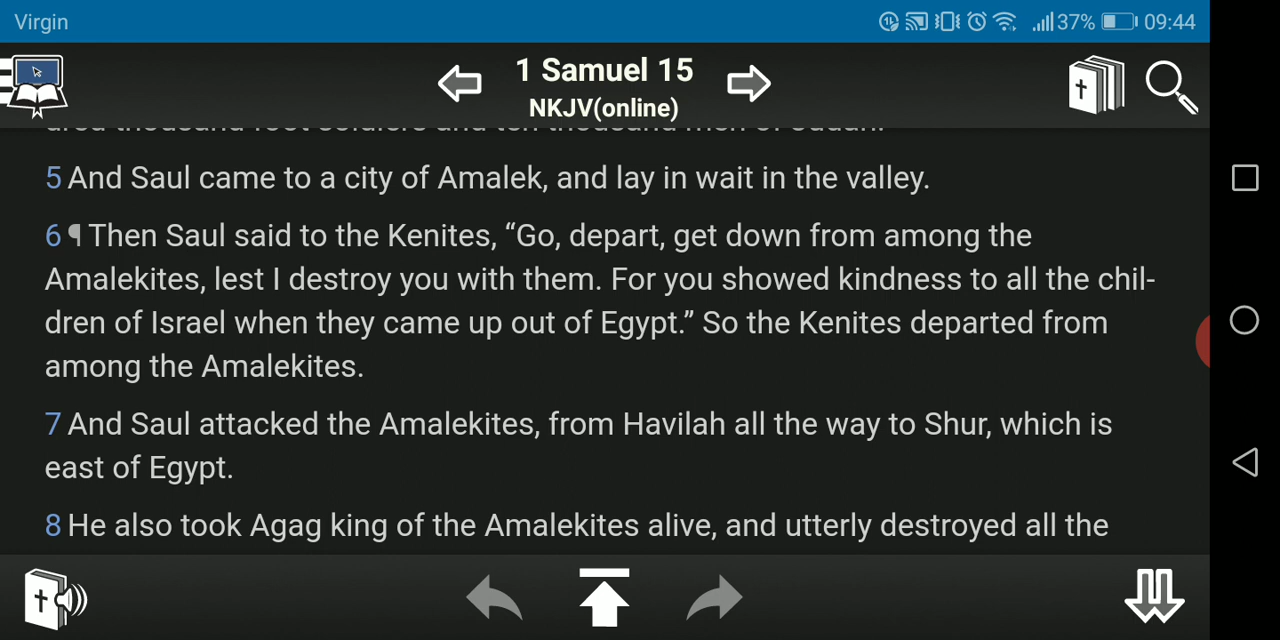 Virgin 37% 09:44
1 Samuel 15
NKJV(online)
5 And Saul came to a city of Amalek, and lay in wait in the valley.
6 ¶ Then Saul said to the Kenites, “Go, depart, get down from among the
Amalekites, lest I destroy you with them. For you showed kindness to all the chil-
dren of Israel when they came up out of Egypt.” So the Kenites departed from
among the Amalekites.
7 And Saul attacked the Amalekites, from Havilah all the way to Shur, which is
east of Egypt.
8 He also took Agag king of the Amalekites alive, and utterly destroyed all the